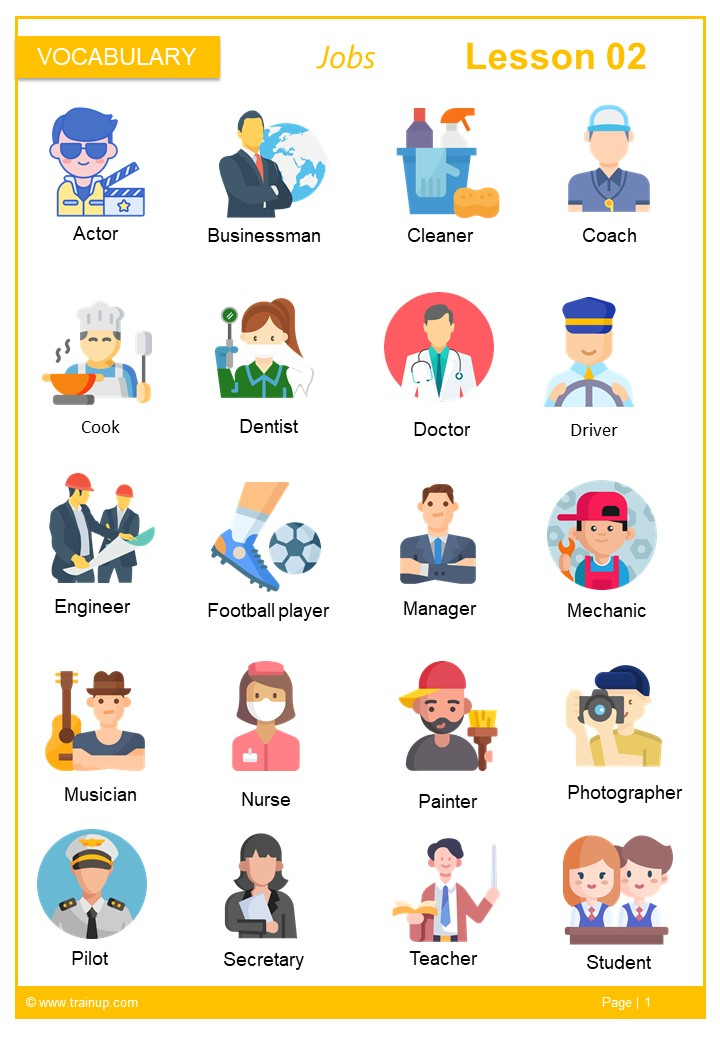 VOCABULARY Jobs Lesson 02
Actor Businessman Cleaner Coach
Cook Dentist Doctor Driver
Engineer Football player Manager Mechanic
Musician Nurse Painter Photographer
Pilot Secretary Teacher Student
© www.trainup.com Page | 1